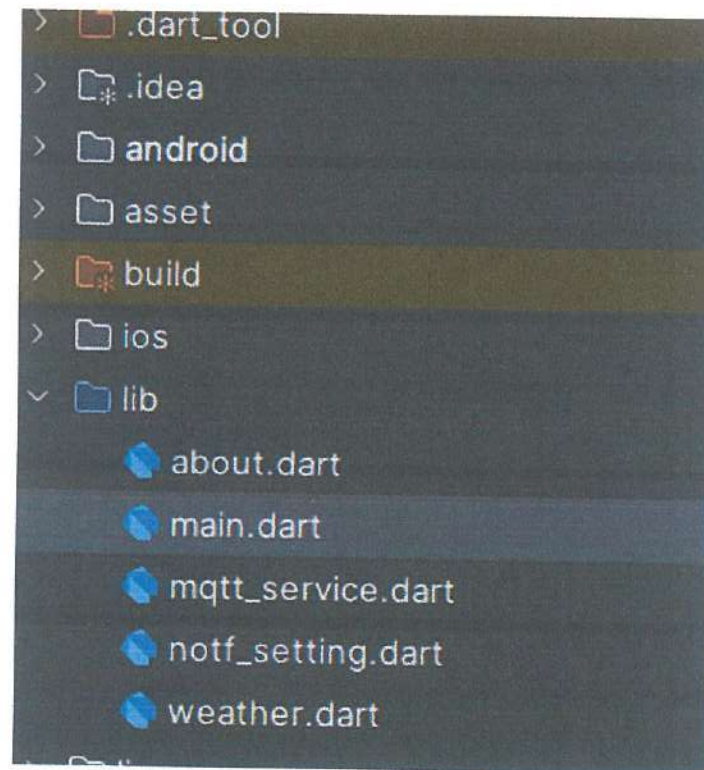 .dart_tool
.idea
android
asset
build
ios
lib
about.dart
main.dart
mqtt_service.dart
notf_setting.dart
weather.dart